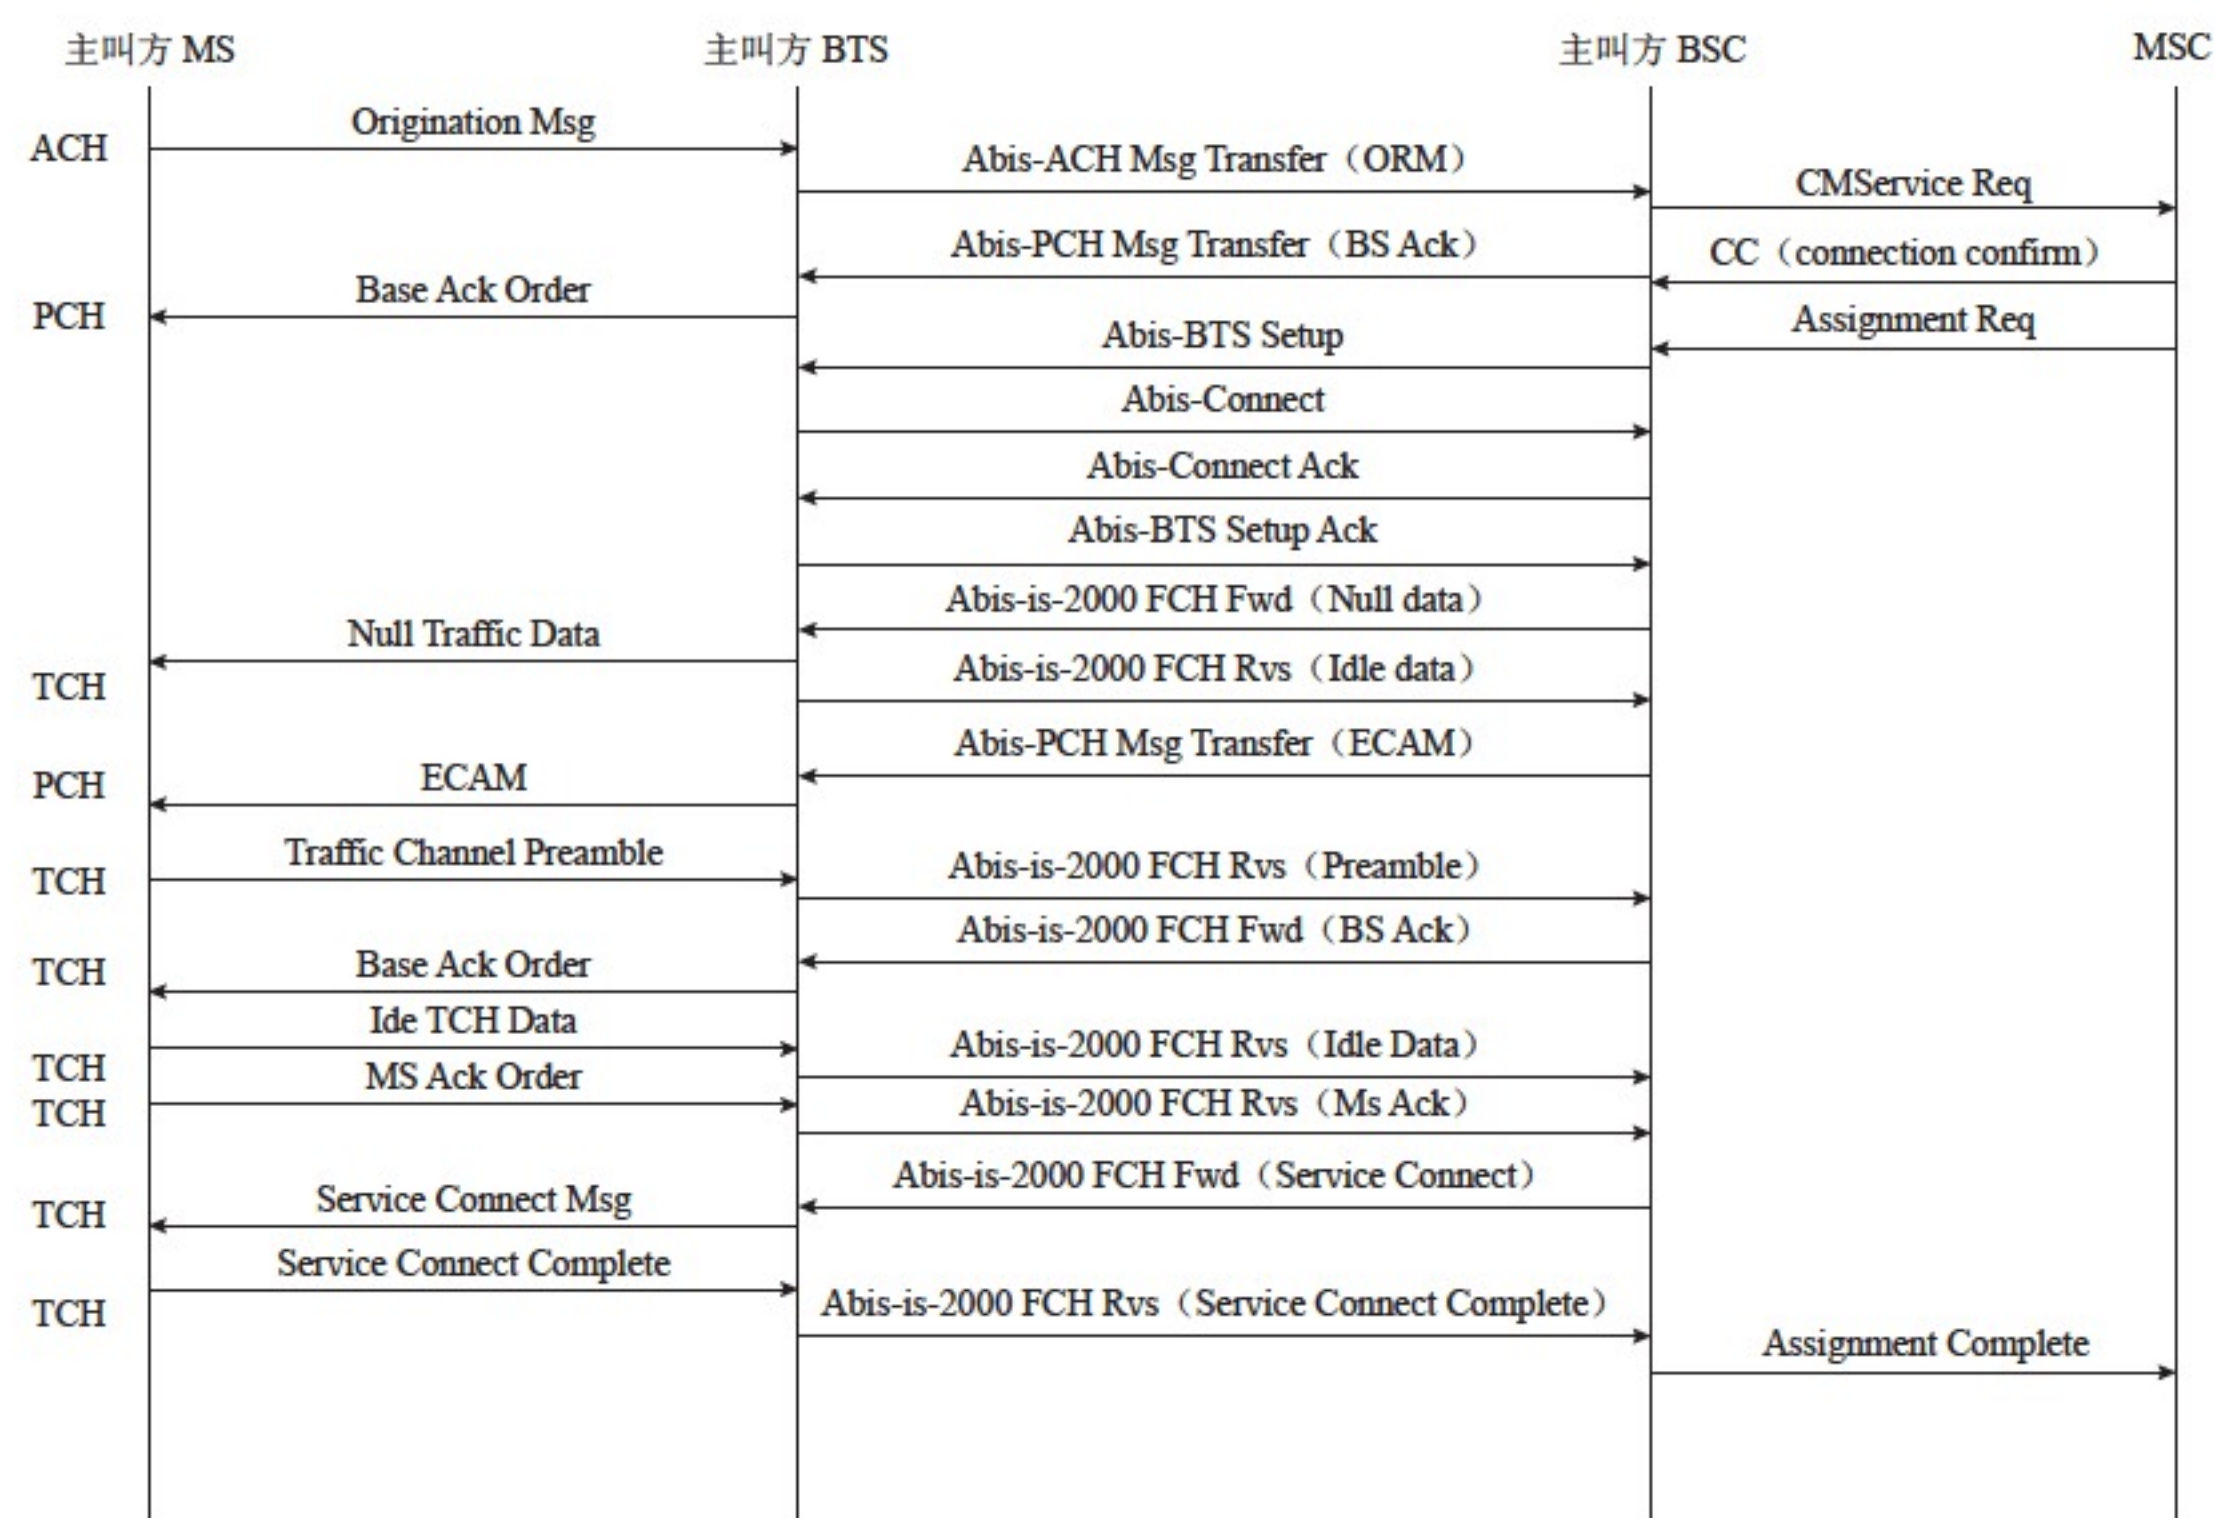 主叫方 MS 主叫方 BTS 主叫方 BSC MSC
Origination Msg
ACH
Abis-ACH Msg Transfer（ORM）
CMService Req
Abis-PCH Msg Transfer（BS Ack）
CC（connection confirm）
Base Ack Order
PCH
Assignment Req
Abis-BTS Setup
Abis-Connect
Abis-Connect Ack
Abis-BTS Setup Ack
Abis-is-2000 FCH Fwd（Null data）
Null Traffic Data
Abis-is-2000 FCH Rvs（Idle data）
TCH
Abis-PCH Msg Transfer（ECAM）
ECAM
PCH
Traffic Channel Preamble
Abis-is-2000 FCH Rvs（Preamble）
TCH
Abis-is-2000 FCH Fwd（BS Ack）
Base Ack Order
TCH
Ide TCH Data
Abis-is-2000 FCH Rvs（Idle Data）
TCH
MS Ack Order
Abis-is-2000 FCH Rvs（Ms Ack）
TCH
Abis-is-2000 FCH Fwd（Service Connect）
Service Connect Msg
TCH
Service Connect Complete
Abis-is-2000 FCH Rvs（Service Connect Complete）
TCH
Assignment Complete